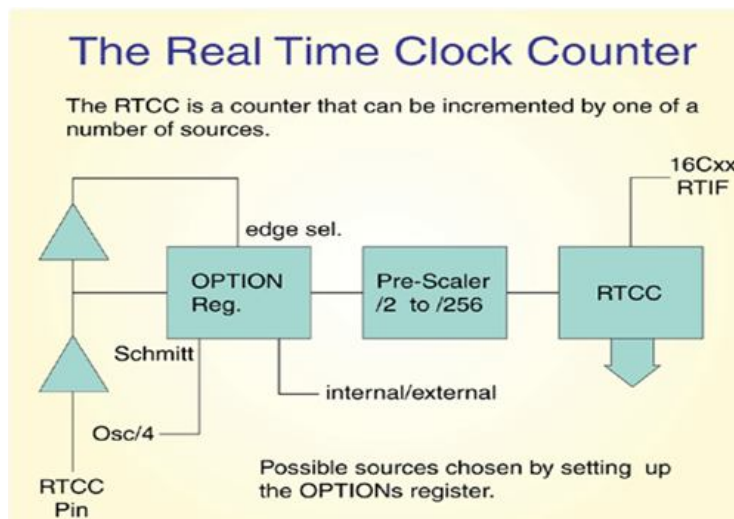 The Real Time Clock Counter
The RTCC is a counter that can be incremented by one of a
number of sources.
16Cxx
RTIF
edge sel.
OPTION
Reg.
Pre-Scaler
/2 to /256
RTCC
Schmitt
internal/external
Osc/4
RTCC
Pin
Possible sources chosen by setting up
the OPTIONs register.